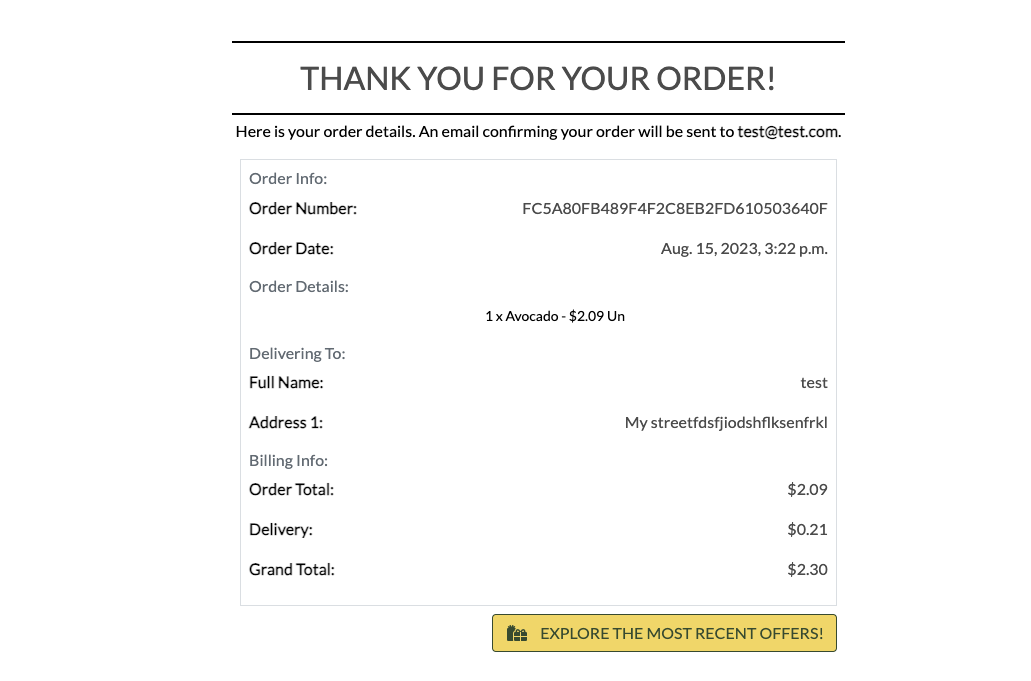 THANK YOU FOR YOUR ORDER!
Here is your order details. An email confirming your order will be sent to test@test.com.
Order Info:
Order Number: FC5A80FB489F4F2C8EB2FD610503640F
Order Date: Aug. 15, 2023, 3:22 p.m.
Order Details:
1 x Avocado - $2.09 Un
Delivering To:
Full Name: test
Address 1: My streetfdsfjiodshflksenfrkl
Billing Info:
Order Total: $2.09
Delivery: $0.21
Grand Total: $2.30
EXPLORE THE MOST RECENT OFFERS!